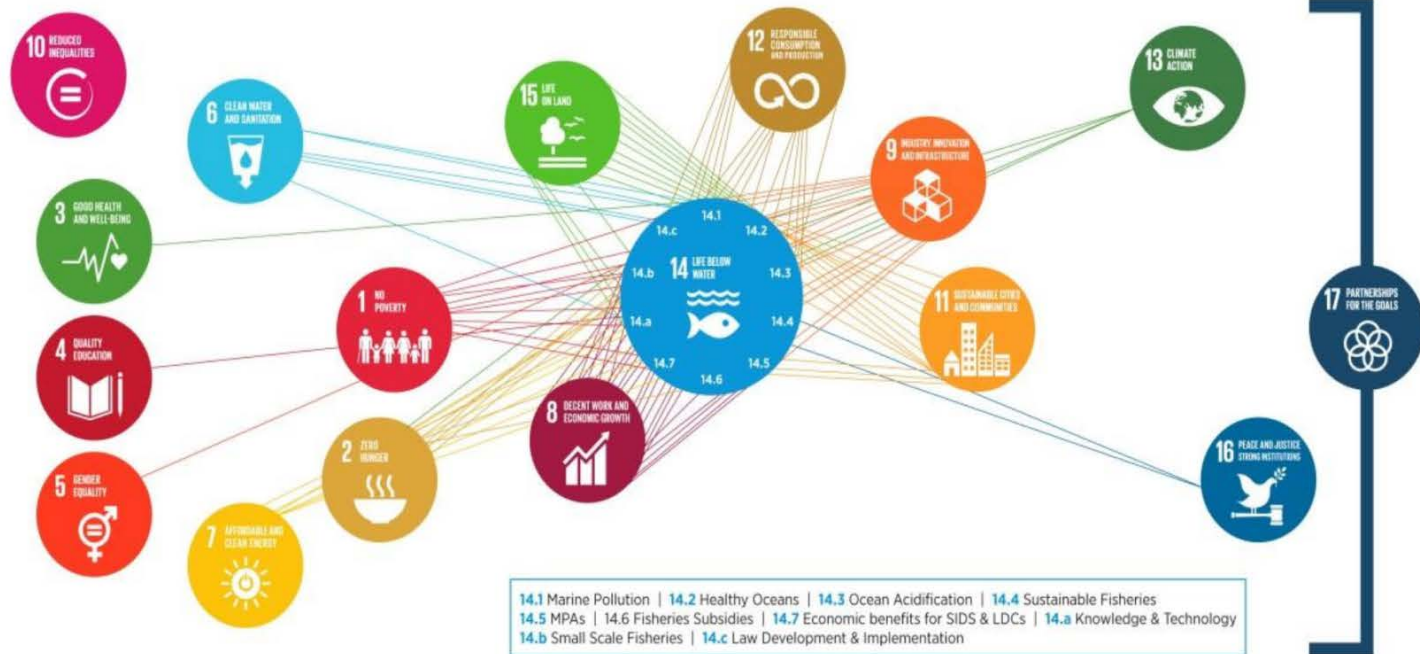 10 REDUCED
INEQUALITIES
6 CLEAN WATER
AND SANITATION
15 LIFE
ON LAND
12 RESPONSIBLE
CONSUMPTION
AND PRODUCTION
13 CLIMATE
ACTION
9 INDUSTRY, INNOVATION
AND INFRASTRUCTURE
3 GOOD HEALTH
AND WELL-BEING
14.1
14.c
14.2
14.b
14 LIFE BELOW
WATER
14.3
14.a
14.4
14.7
14.5
14.6
1 NO
POVERTY
11 SUSTAINABLE CITIES
AND COMMUNITIES
17 PARTNERSHIPS
FOR THE GOALS
4 QUALITY
EDUCATION
8 DECENT WORK AND
ECONOMIC GROWTH
2 ZERO
HUNGER
16 PEACE AND JUSTICE
STRONG INSTITUTIONS
5 GENDER
EQUALITY
7 AFFORDABLE AND
CLEAN ENERGY
14.1 Marine Pollution | 14.2 Healthy Oceans | 14.3 Ocean Acidification | 14.4 Sustainable Fisheries
14.5 MPAs | 14.6 Fisheries Subsidies | 14.7 Economic benefits for SIDS & LDCs | 14.a Knowledge & Technology
14.b Small Scale Fisheries | 14.c Law Development & Implementation